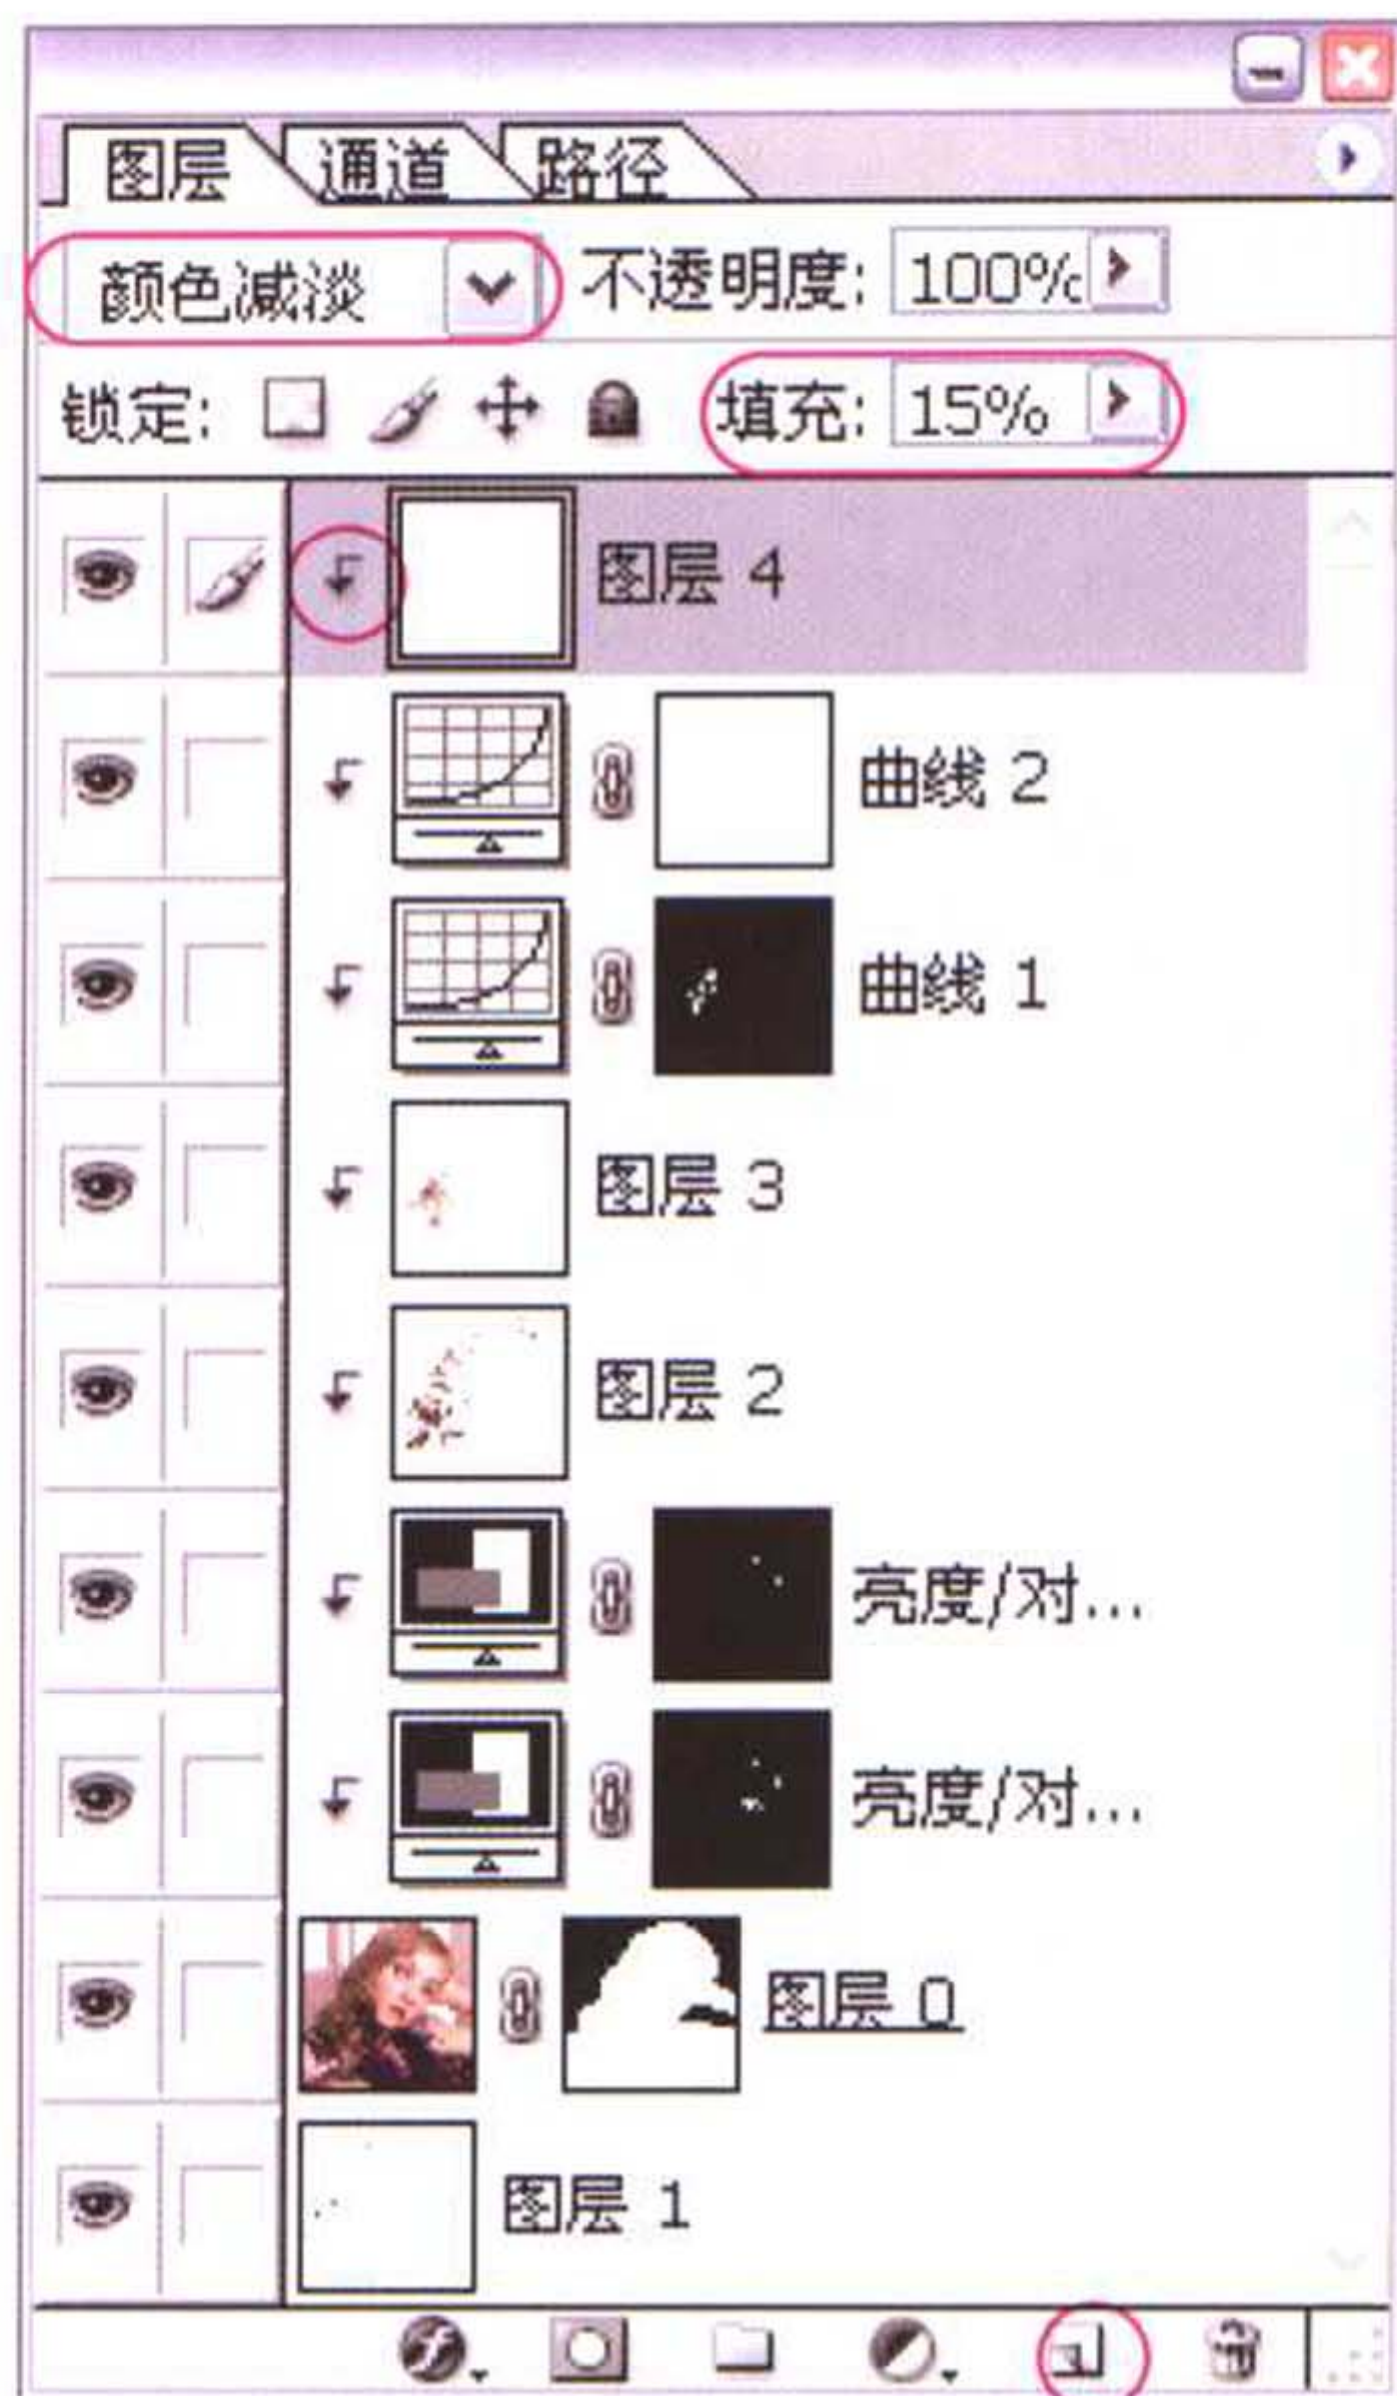 图层 通道 路径
颜色减淡 不透明度: 100%
锁定: 填充: 15%
图层 4
曲线 2
曲线 1
图层 3
图层 2
亮度/对...
亮度/对...
图层 0
图层 1